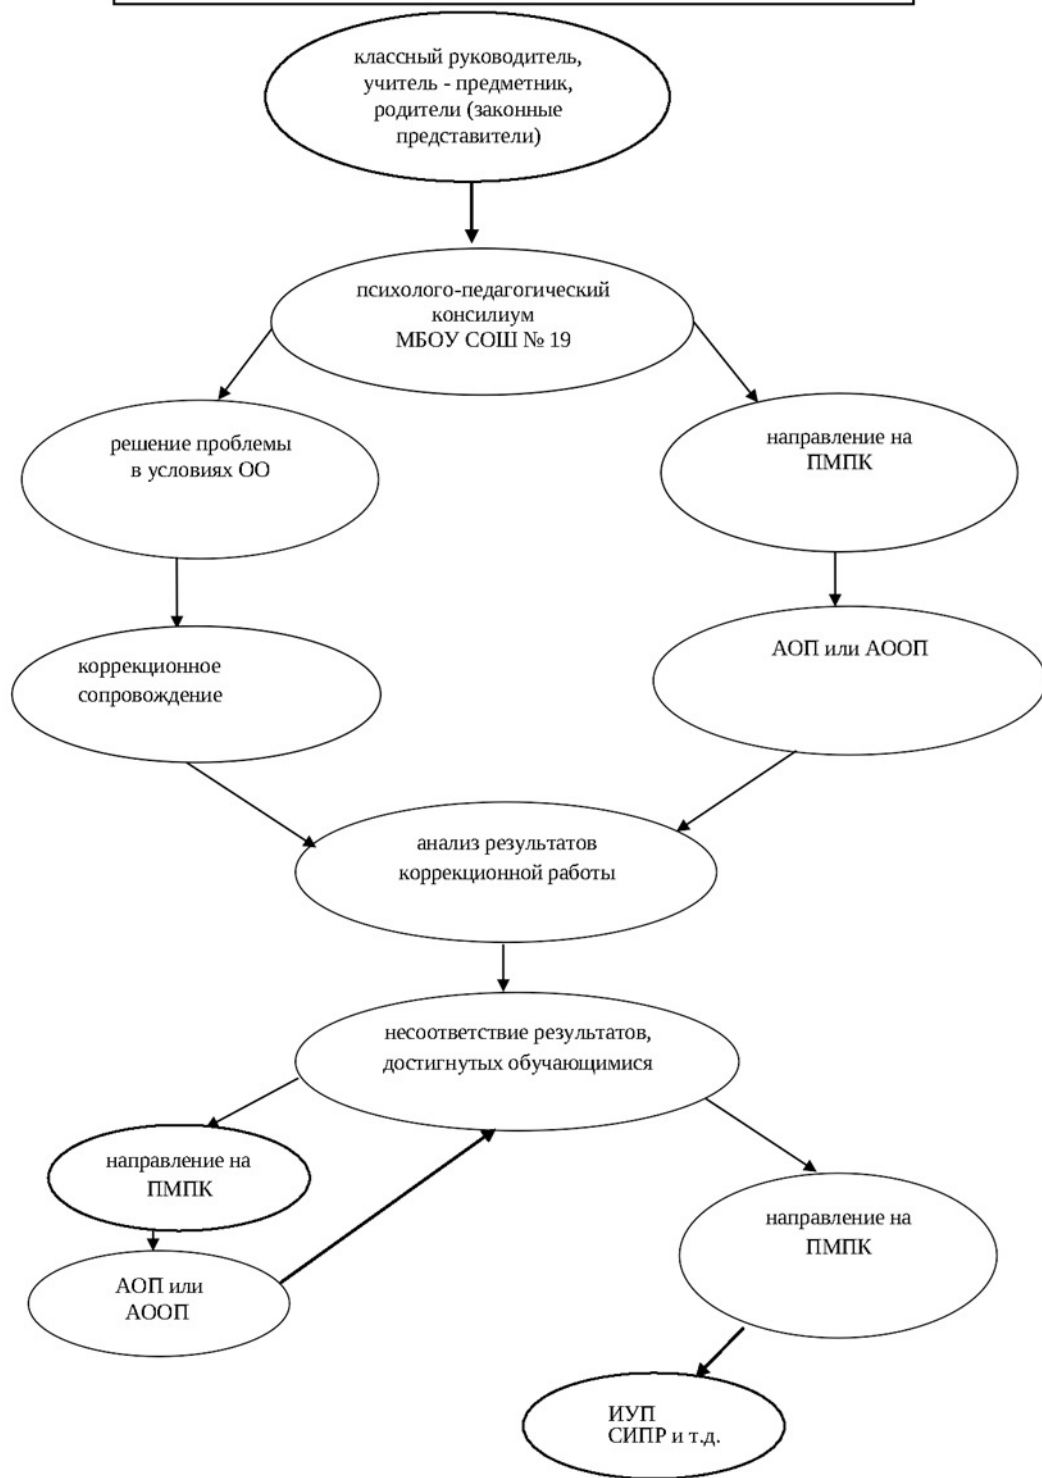 классный руководитель,
учитель - предметник,
родители (законные
представители)
психолого-педагогический
консилиум
МБОУ СОШ № 19
решение проблемы
в условиях ОО
направление на
ПМПК
коррекционное
сопровождение
АОП или АООП
анализ результатов
коррекционной работы
несоответствие результатов,
достигнутых обучающимися
направление на
ПМПК
АОП или
АООП
направление на
ПМПК
ИУП
СИПР и т.д.